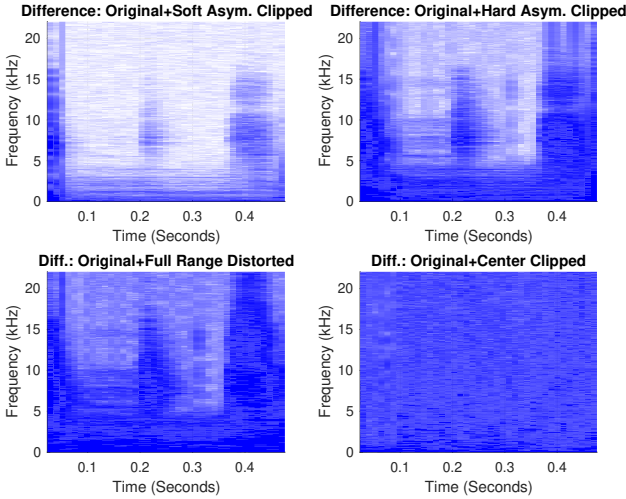 Difference: Original+Soft Asym. Clipped
Difference: Original+Hard Asym. Clipped
Frequency (kHz)
20
15
10
5
0
0.1 0.2 0.3 0.4
Time (Seconds)
Frequency (kHz)
20
15
10
5
0
0.1 0.2 0.3 0.4
Time (Seconds)
Diff.: Original+Full Range Distorted
Diff.: Original+Center Clipped
Frequency (kHz)
20
15
10
5
0
0.1 0.2 0.3 0.4
Time (Seconds)
Frequency (kHz)
20
15
10
5
0
0.1 0.2 0.3 0.4
Time (Seconds)